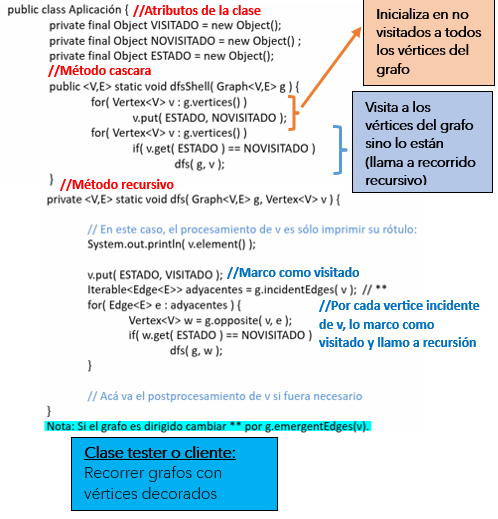 public class Aplicación { //Atributos de la clase
private final Object VISITADO = new Object();
private final Object NOVISITADO = new Object() ;
private final Object ESTADO = new Object();
//Método cascara
public <V,E> static void dfsShell( Graph<V,E> g ) {
for( Vertex<V> v : g.vertices() )
v.put( ESTADO, NOVISITADO );
for( Vertex<V> v : g.vertices() )
if( v.get( ESTADO ) == NOVISITADO )
dfs( g, v );
}
Inicializa en no
visitados a todos
los vértices del
grafo
Visita a los
vértices del grafo
sino lo están
(llama a recorrido
recursivo)
//Método recursivo
private <V,E> static void dfs( Graph<V,E> g, Vertex<V> v ) {
// En este caso, el procesamiento de v es sólo imprimir su rótulo:
System.out.println( v.element() );
v.put( ESTADO, VISITADO ); //Marco como visitado
Iterable<Edge<E>> adyacentes = g.incidentEdges( v ); // **
for( Edge<E> e : adyacentes ) {
Vertex<V> w = g.opposite( v, e );
if( w.get( ESTADO ) == NOVISITADO )
dfs( g, w );
}
//Por cada vertice incidente
de v, lo marco como
visitado y llamo a recursión
// Acá va el postprocesamiento de v si fuera necesario
}
Nota: Si el grafo es dirigido cambiar ** por g.emergentEdges(v).
Clase tester o cliente:
Recorrer grafos con
vértices decorados